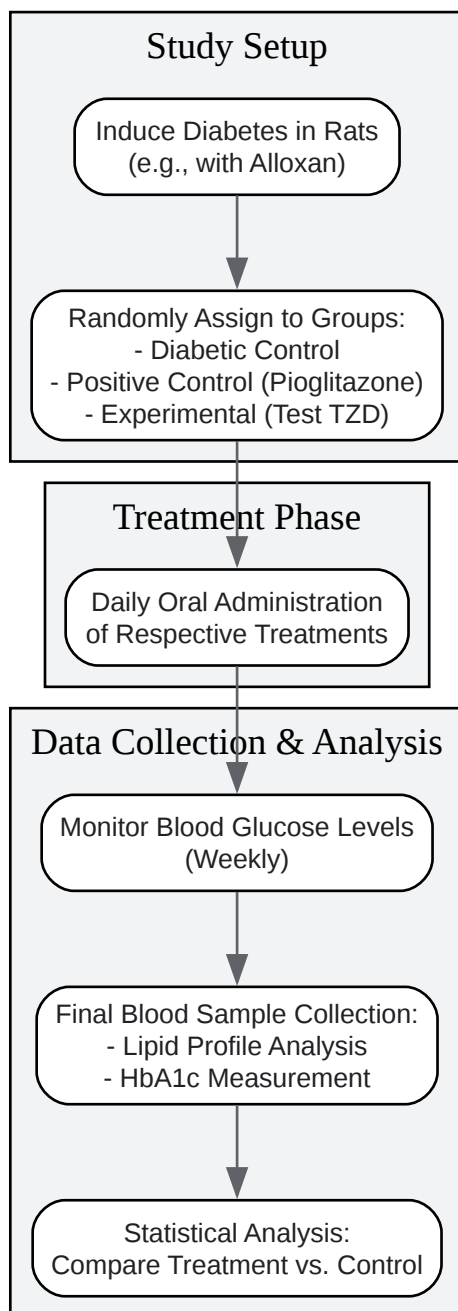 Study Setup
Induce Diabetes in Rats
(e.g., with Alloxan)
Randomly Assign to Groups:
- Diabetic Control
- Positive Control (Pioglitazone)
- Experimental (Test TZD)
Treatment Phase
Daily Oral Administration
of Respective Treatments
Data Collection & Analysis
Monitor Blood Glucose Levels
(Weekly)
Final Blood Sample Collection:
- Lipid Profile Analysis
- HbA1c Measurement
Statistical Analysis:
Compare Treatment vs. Control